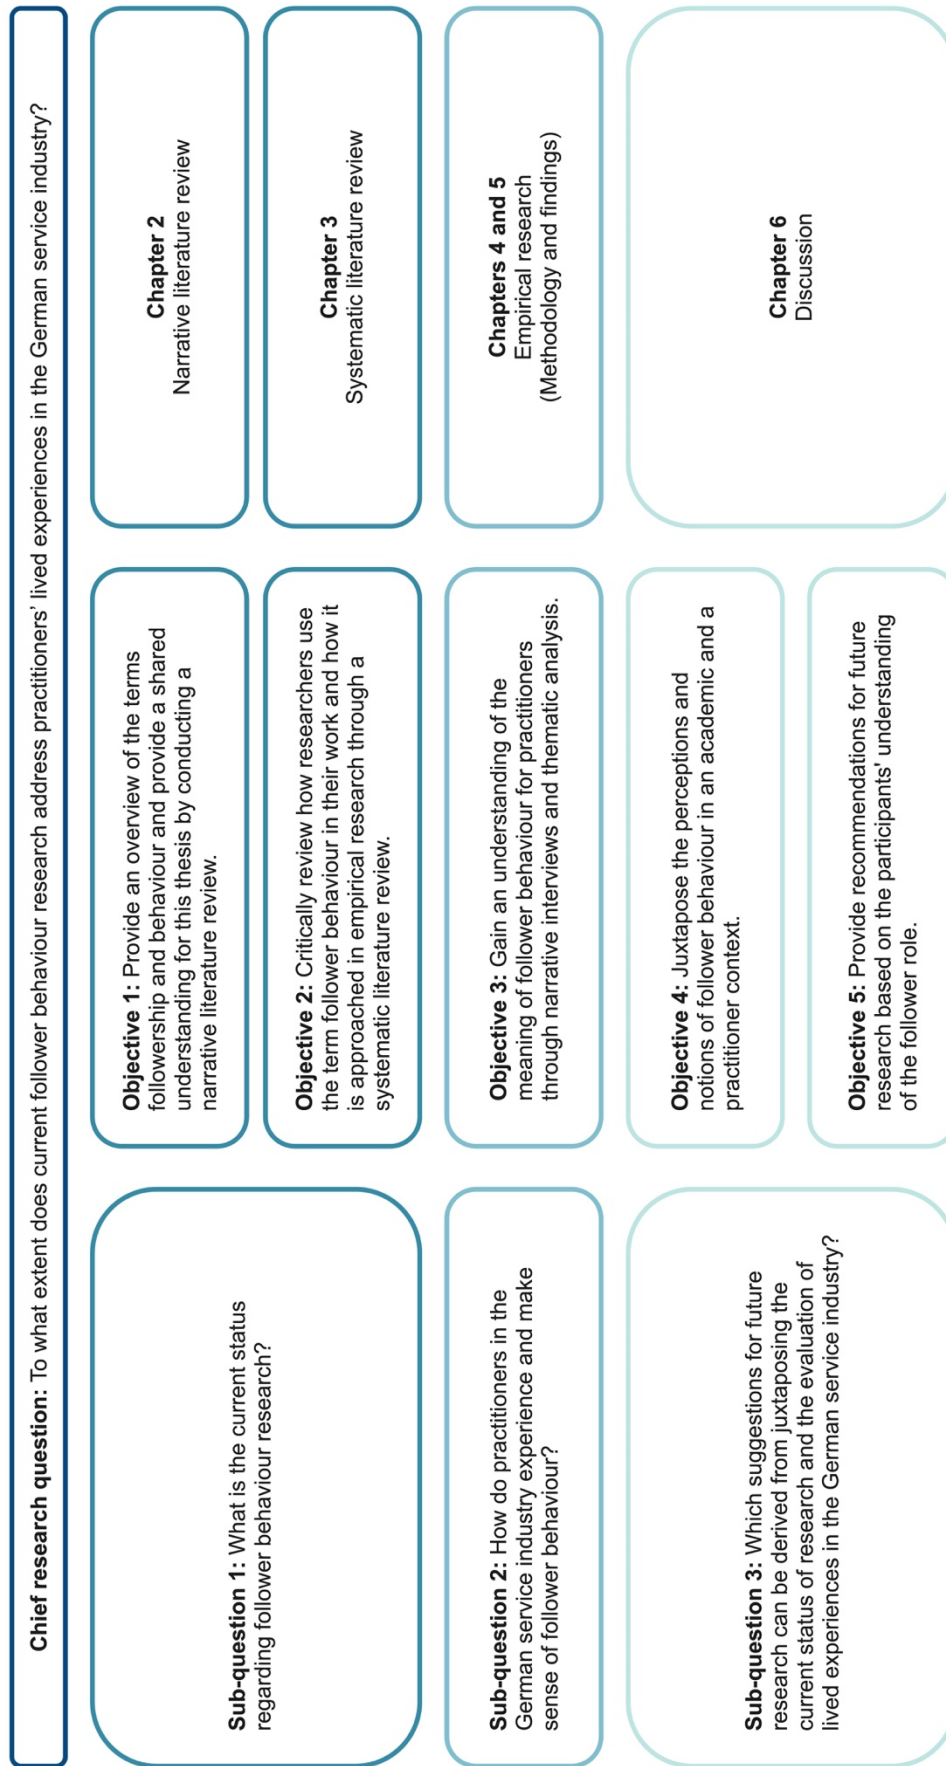 Chief research question: To what extent does current follower behaviour research address practitioners’ lived experiences in the German service industry?
Sub-question 1: What is the current status
regarding follower behaviour research?
Objective 1: Provide an overview of the terms
followership and behaviour and provide a shared
understanding for this thesis by conducting a
narrative literature review.
Chapter 2
Narrative literature review
Objective 2: Critically review how researchers use
the term follower behaviour in their work and how it
is approached in empirical research through a
systematic literature review.
Chapter 3
Systematic literature review
Sub-question 2: How do practitioners in the
German service industry experience and make
sense of follower behaviour?
Objective 3: Gain an understanding of the
meaning of follower behaviour for practitioners
through narrative interviews and thematic analysis.
Chapters 4 and 5
Empirical research
(Methodology and findings)
Sub-question 3: Which suggestions for future
research can be derived from juxtaposing the
current status of research and the evaluation of
lived experiences in the German service industry?
Objective 4: Juxtapose the perceptions and
notions of follower behaviour in an academic and a
practitioner context.
Objective 5: Provide recommendations for future
research based on the participants' understanding
of the follower role.
Chapter 6
Discussion